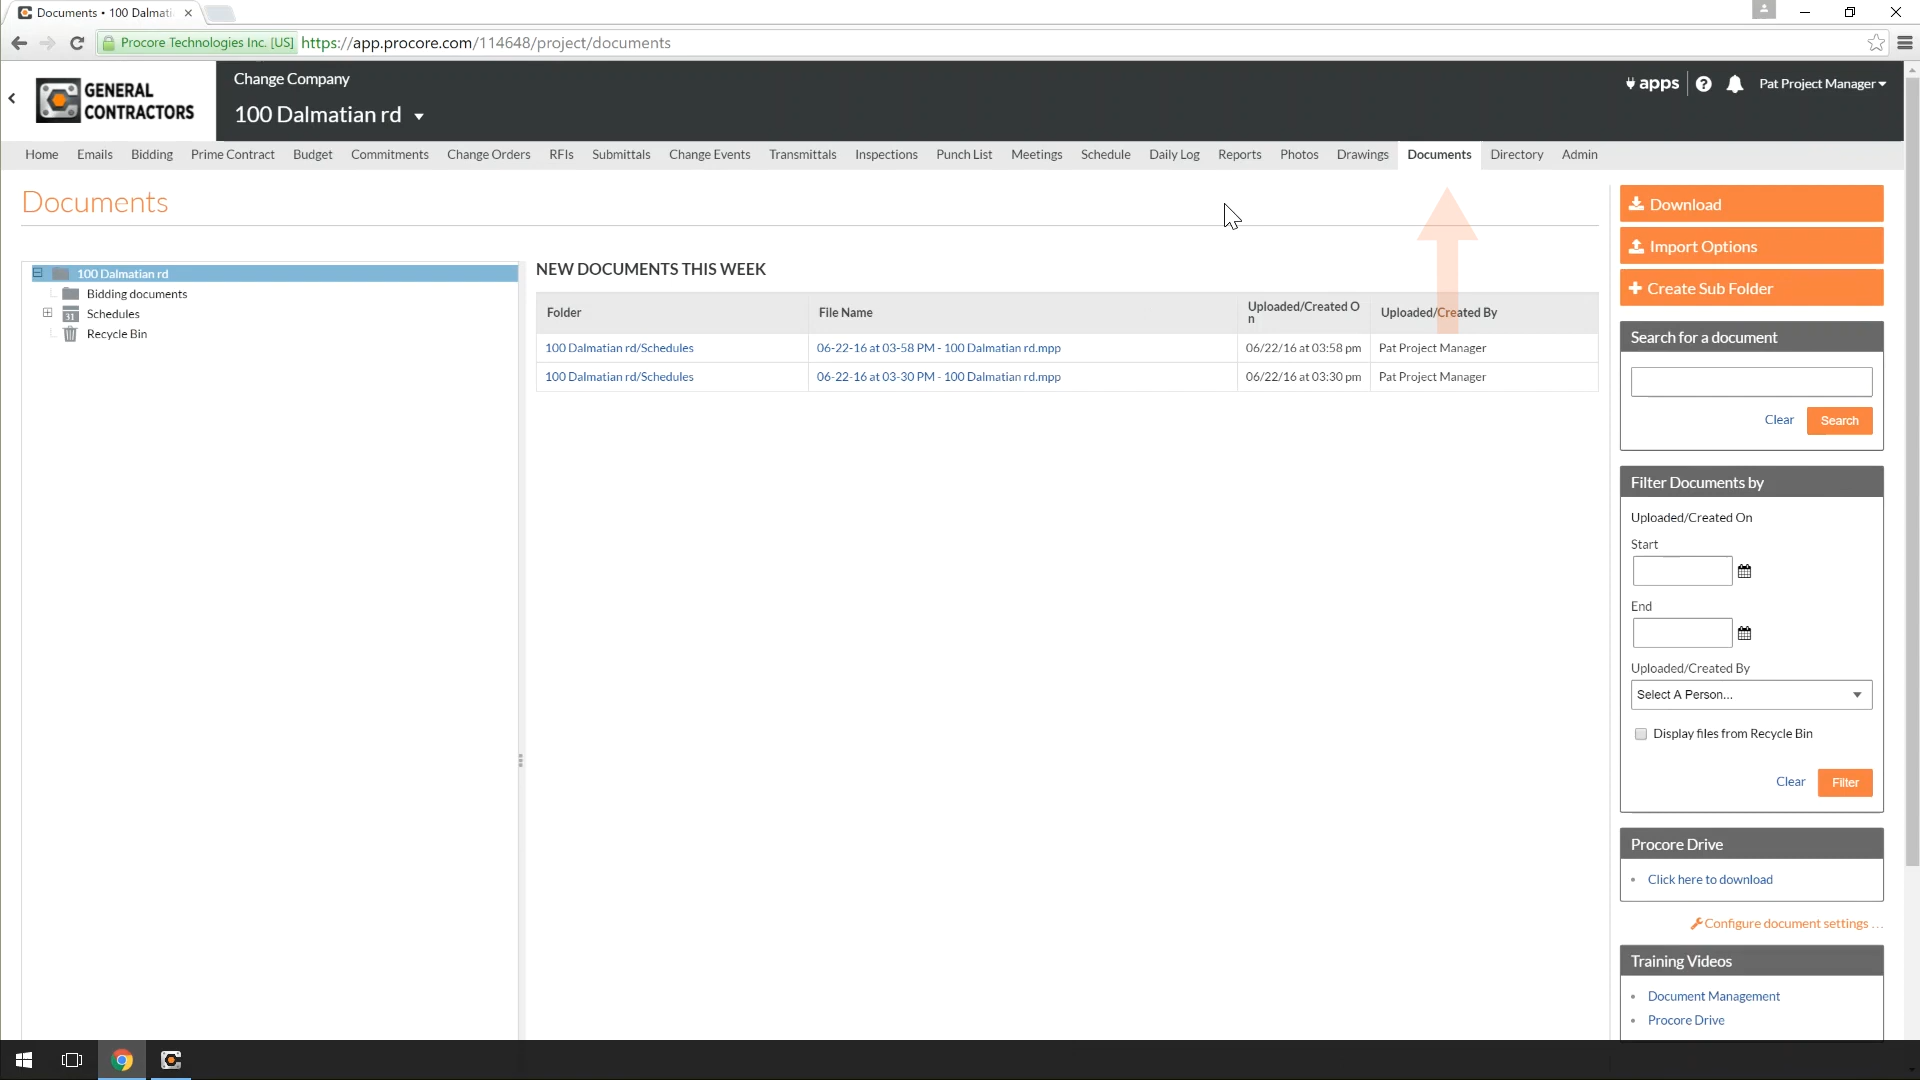 Documents • 100 Dalmati
Procore Technologies Inc. [US] https://app.procore.com/114648/project/documents
GENERAL
CONTRACTORS
Change Company
100 Dalmatian rd
apps
Pat Project Manager
Home Emails Bidding Prime Contract Budget Commitments Change Orders RFIs Submittals Change Events Transmittals Inspections Punch List Meetings Schedule Daily Log Reports Photos Drawings Documents Directory Admin
Documents
100 Dalmatian rd
Bidding documents
31 Schedules
Recycle Bin
NEW DOCUMENTS THIS WEEK
Folder File Name Uploaded/Created O
n Uploaded/Created By
100 Dalmatian rd/Schedules 06-22-16 at 03-58 PM - 100 Dalmatian rd.mpp 06/22/16 at 03:58 pm Pat Project Manager
100 Dalmatian rd/Schedules 06-22-16 at 03-30 PM - 100 Dalmatian rd.mpp 06/22/16 at 03:30 pm Pat Project Manager
Download
Import Options
Create Sub Folder
Search for a document
Clear Search
Filter Documents by
Uploaded/Created On
Start
End
Uploaded/Created By
Select A Person...
Display files from Recycle Bin
Clear Filter
Procore Drive
• Click here to download
Configure document settings ...
Training Videos
• Document Management
• Procore Drive